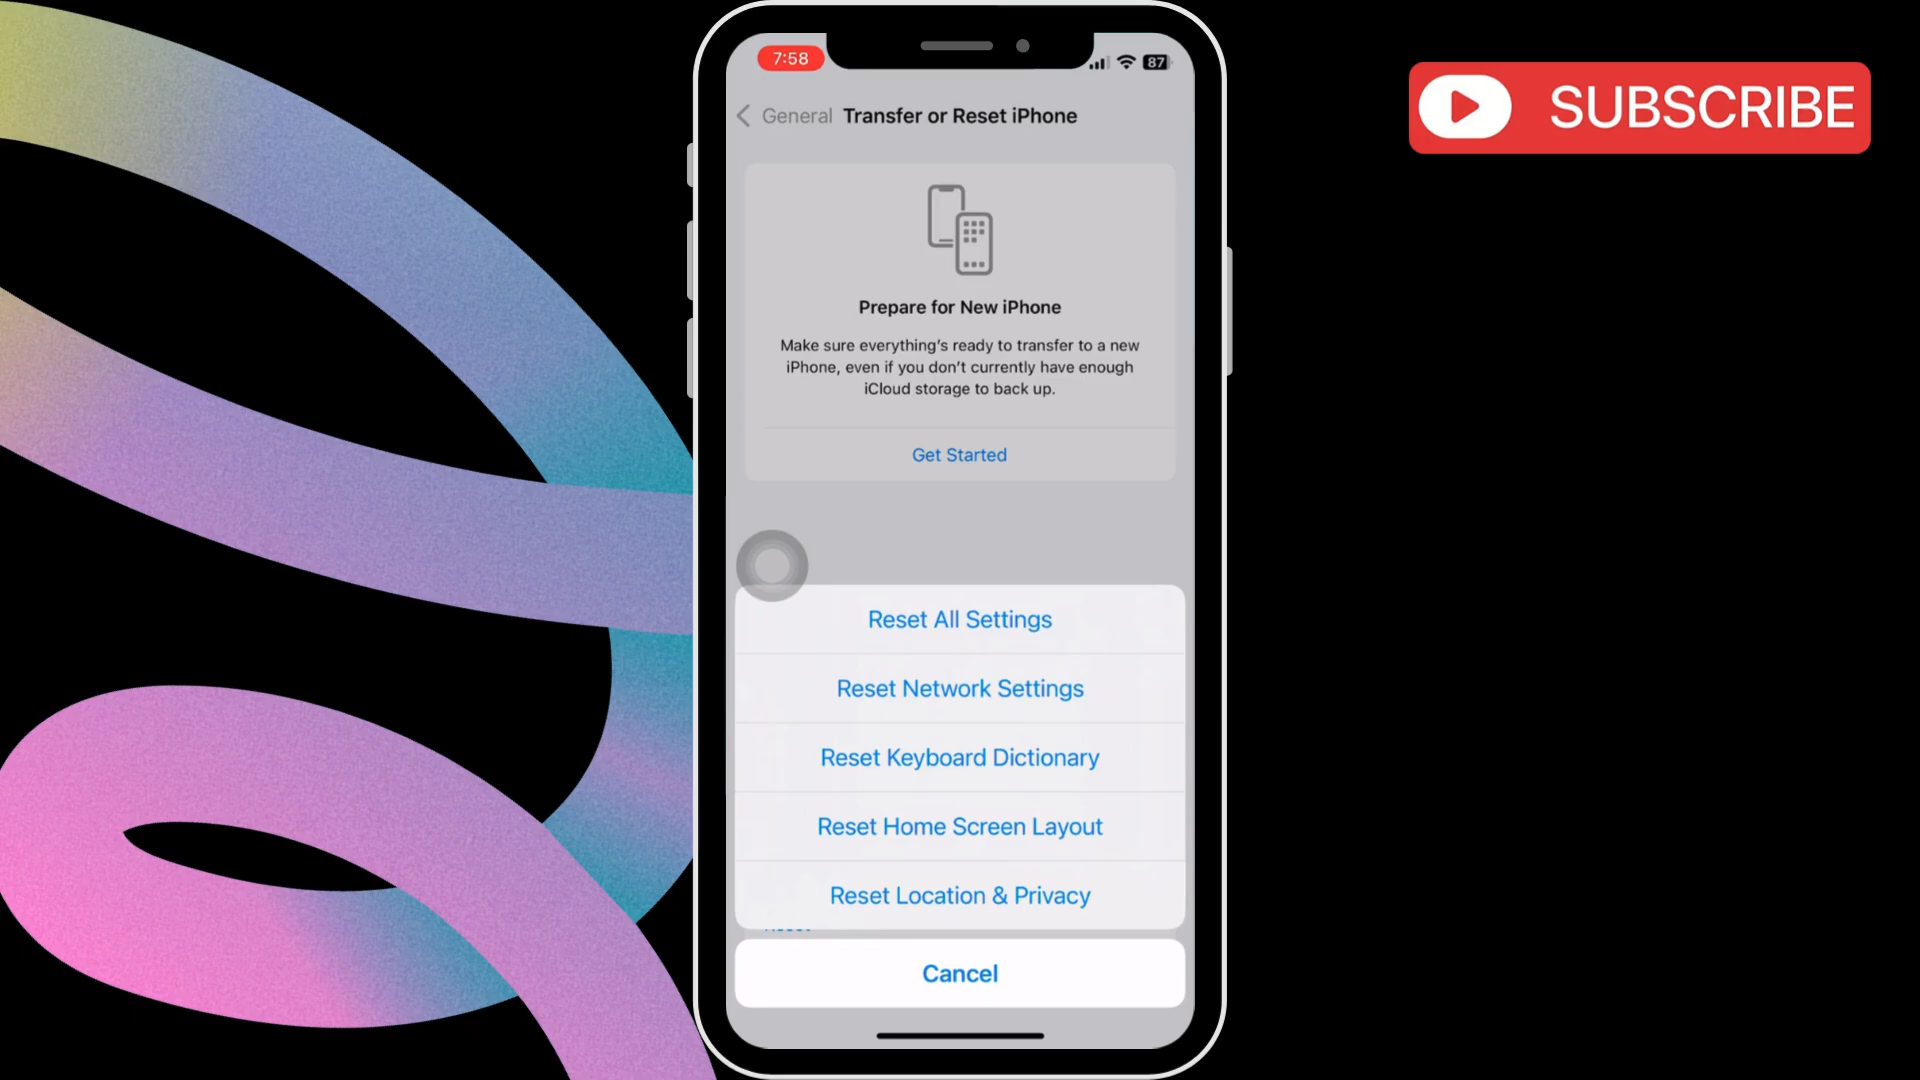 7:58
87
General Transfer or Reset iPhone
SUBSCRIBE
Prepare for New iPhone
Make sure everything's ready to transfer to a new
iPhone, even if you don't currently have enough
iCloud storage to back up.
Get Started
Reset All Settings
Reset Network Settings
Reset Keyboard Dictionary
Reset Home Screen Layout
Reset Location & Privacy
Cancel